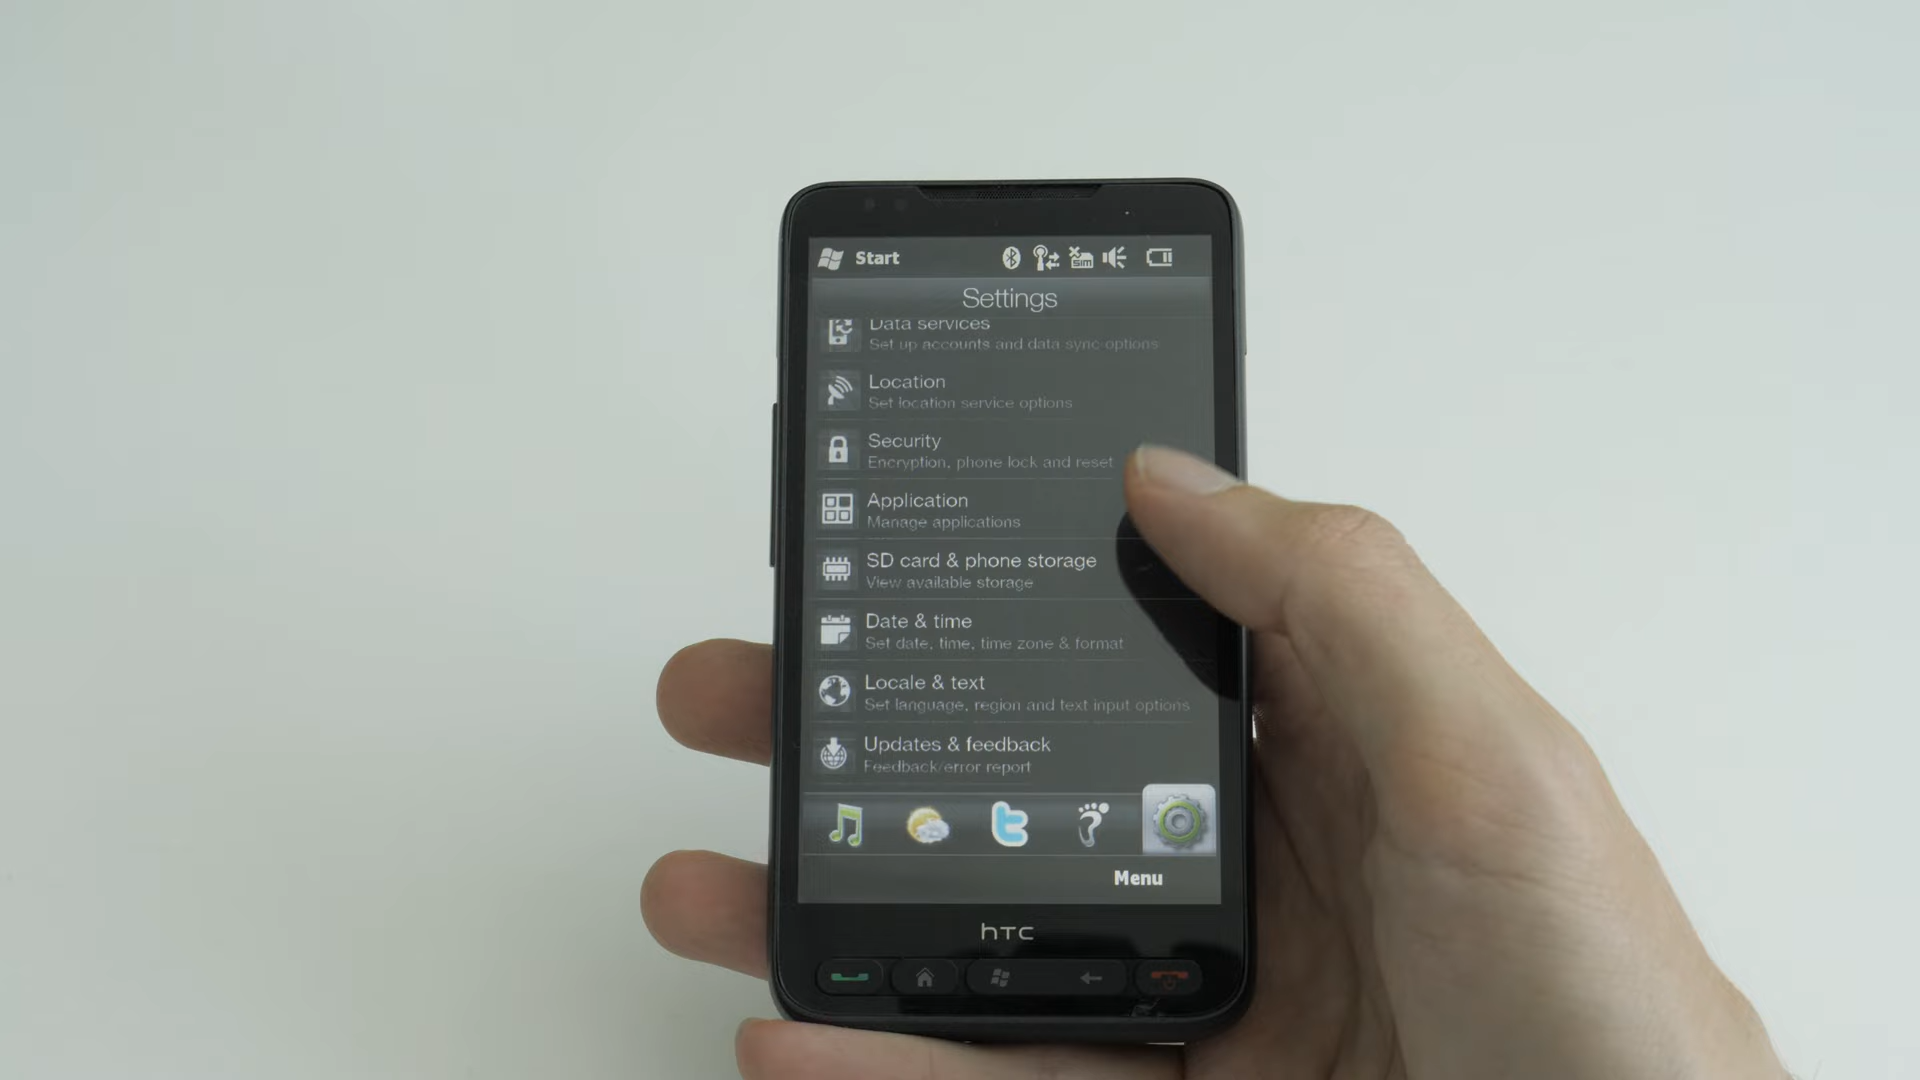 Start
SIM
Settings
Data services
Set up accounts and data sync options
Location
Set location service options
Security
Encryption, phone lock and reset
Application
Manage applications
SD card & phone storage
View available storage
Date & time
Set date, time, time zone & format
Locale & text
Set language, region and text input options
Updates & feedback
Feedback/error report
Menu
hTC